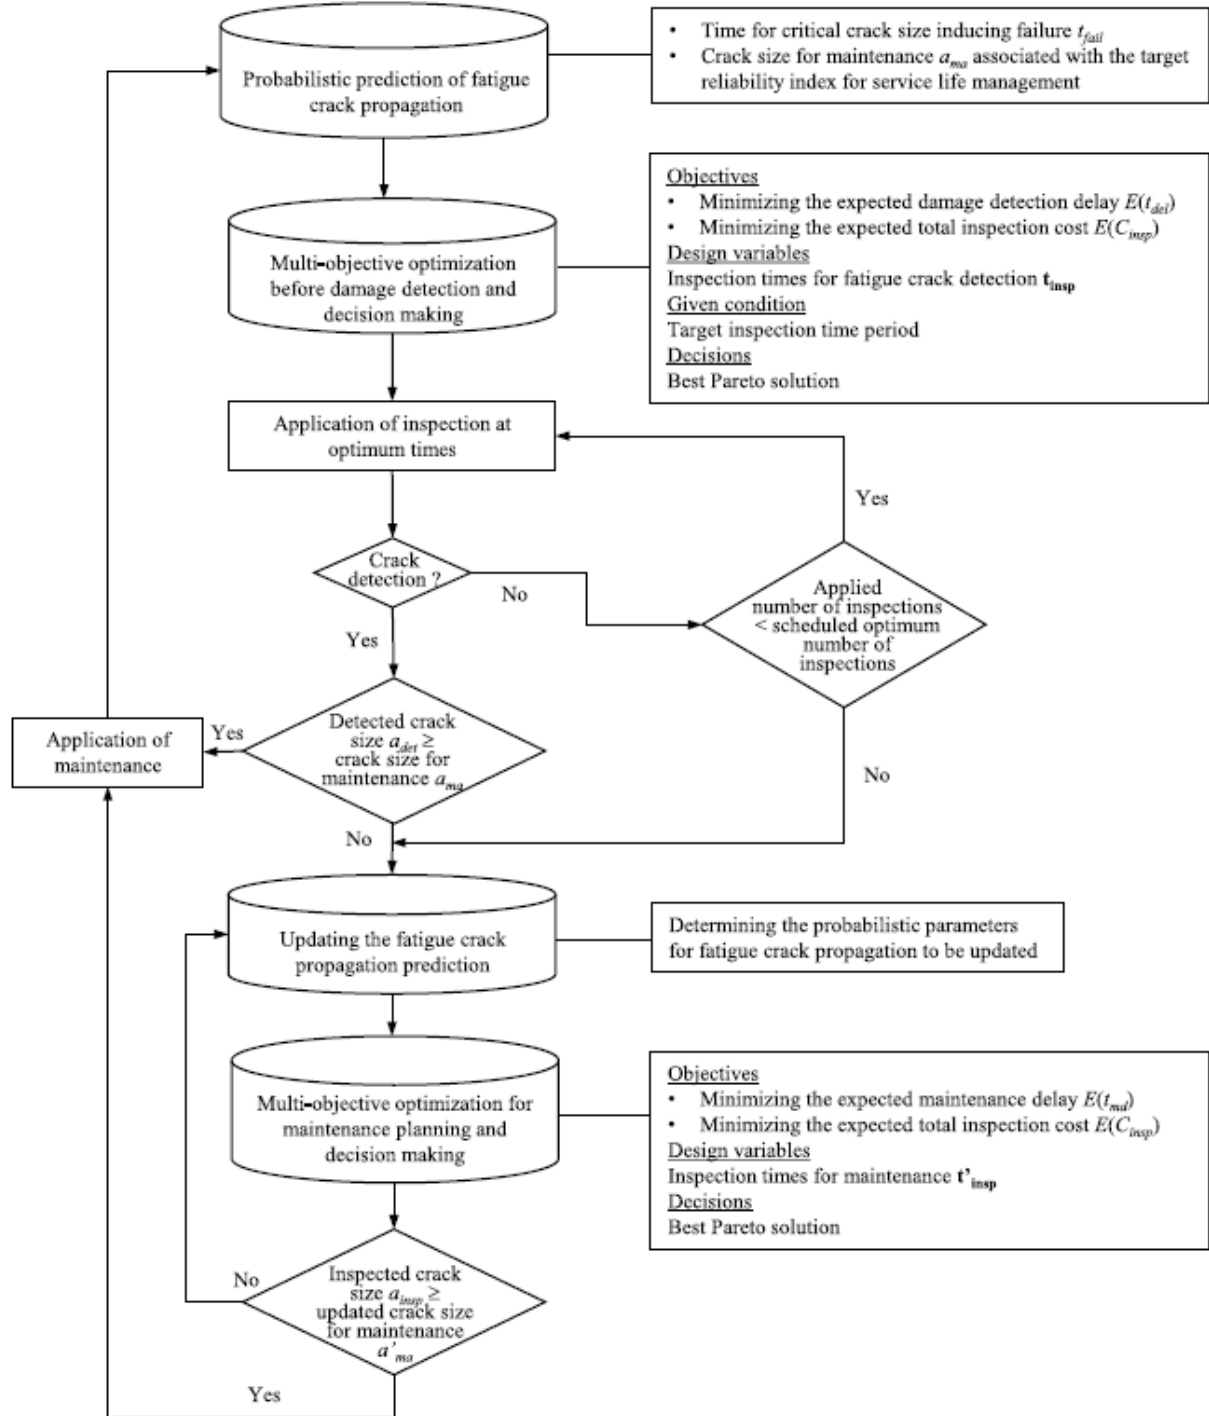 Probabilistic prediction of fatigue
crack propagation
• Time for critical crack size inducing failure t_fail
• Crack size for maintenance a_ma associated with the target
reliability index for service life management
Multi-objective optimization
before damage detection and
decision making
Objectives
• Minimizing the expected damage detection delay E(t_del)
• Minimizing the expected total inspection cost E(C_insp)
Design variables
Inspection times for fatigue crack detection t_insp
Given condition
Target inspection time period
Decisions
Best Pareto solution
Application of inspection at
optimum times
Yes
Crack
detection ?
No
Applied
number of inspections
< scheduled optimum
number of
inspections
Yes
Application of
maintenance
Yes
Detected crack
size a_det ≥
crack size for
maintenance a_ma
No
No
Updating the fatigue crack
propagation prediction
Determining the probabilistic parameters
for fatigue crack propagation to be updated
Multi-objective optimization for
maintenance planning and
decision making
Objectives
• Minimizing the expected maintenance delay E(t_md)
• Minimizing the expected total inspection cost E(C_insp)
Design variables
Inspection times for maintenance t’_insp
Decisions
Best Pareto solution
No
Inspected crack
size a_insp ≥
updated crack size
for maintenance
a’_ma
Yes